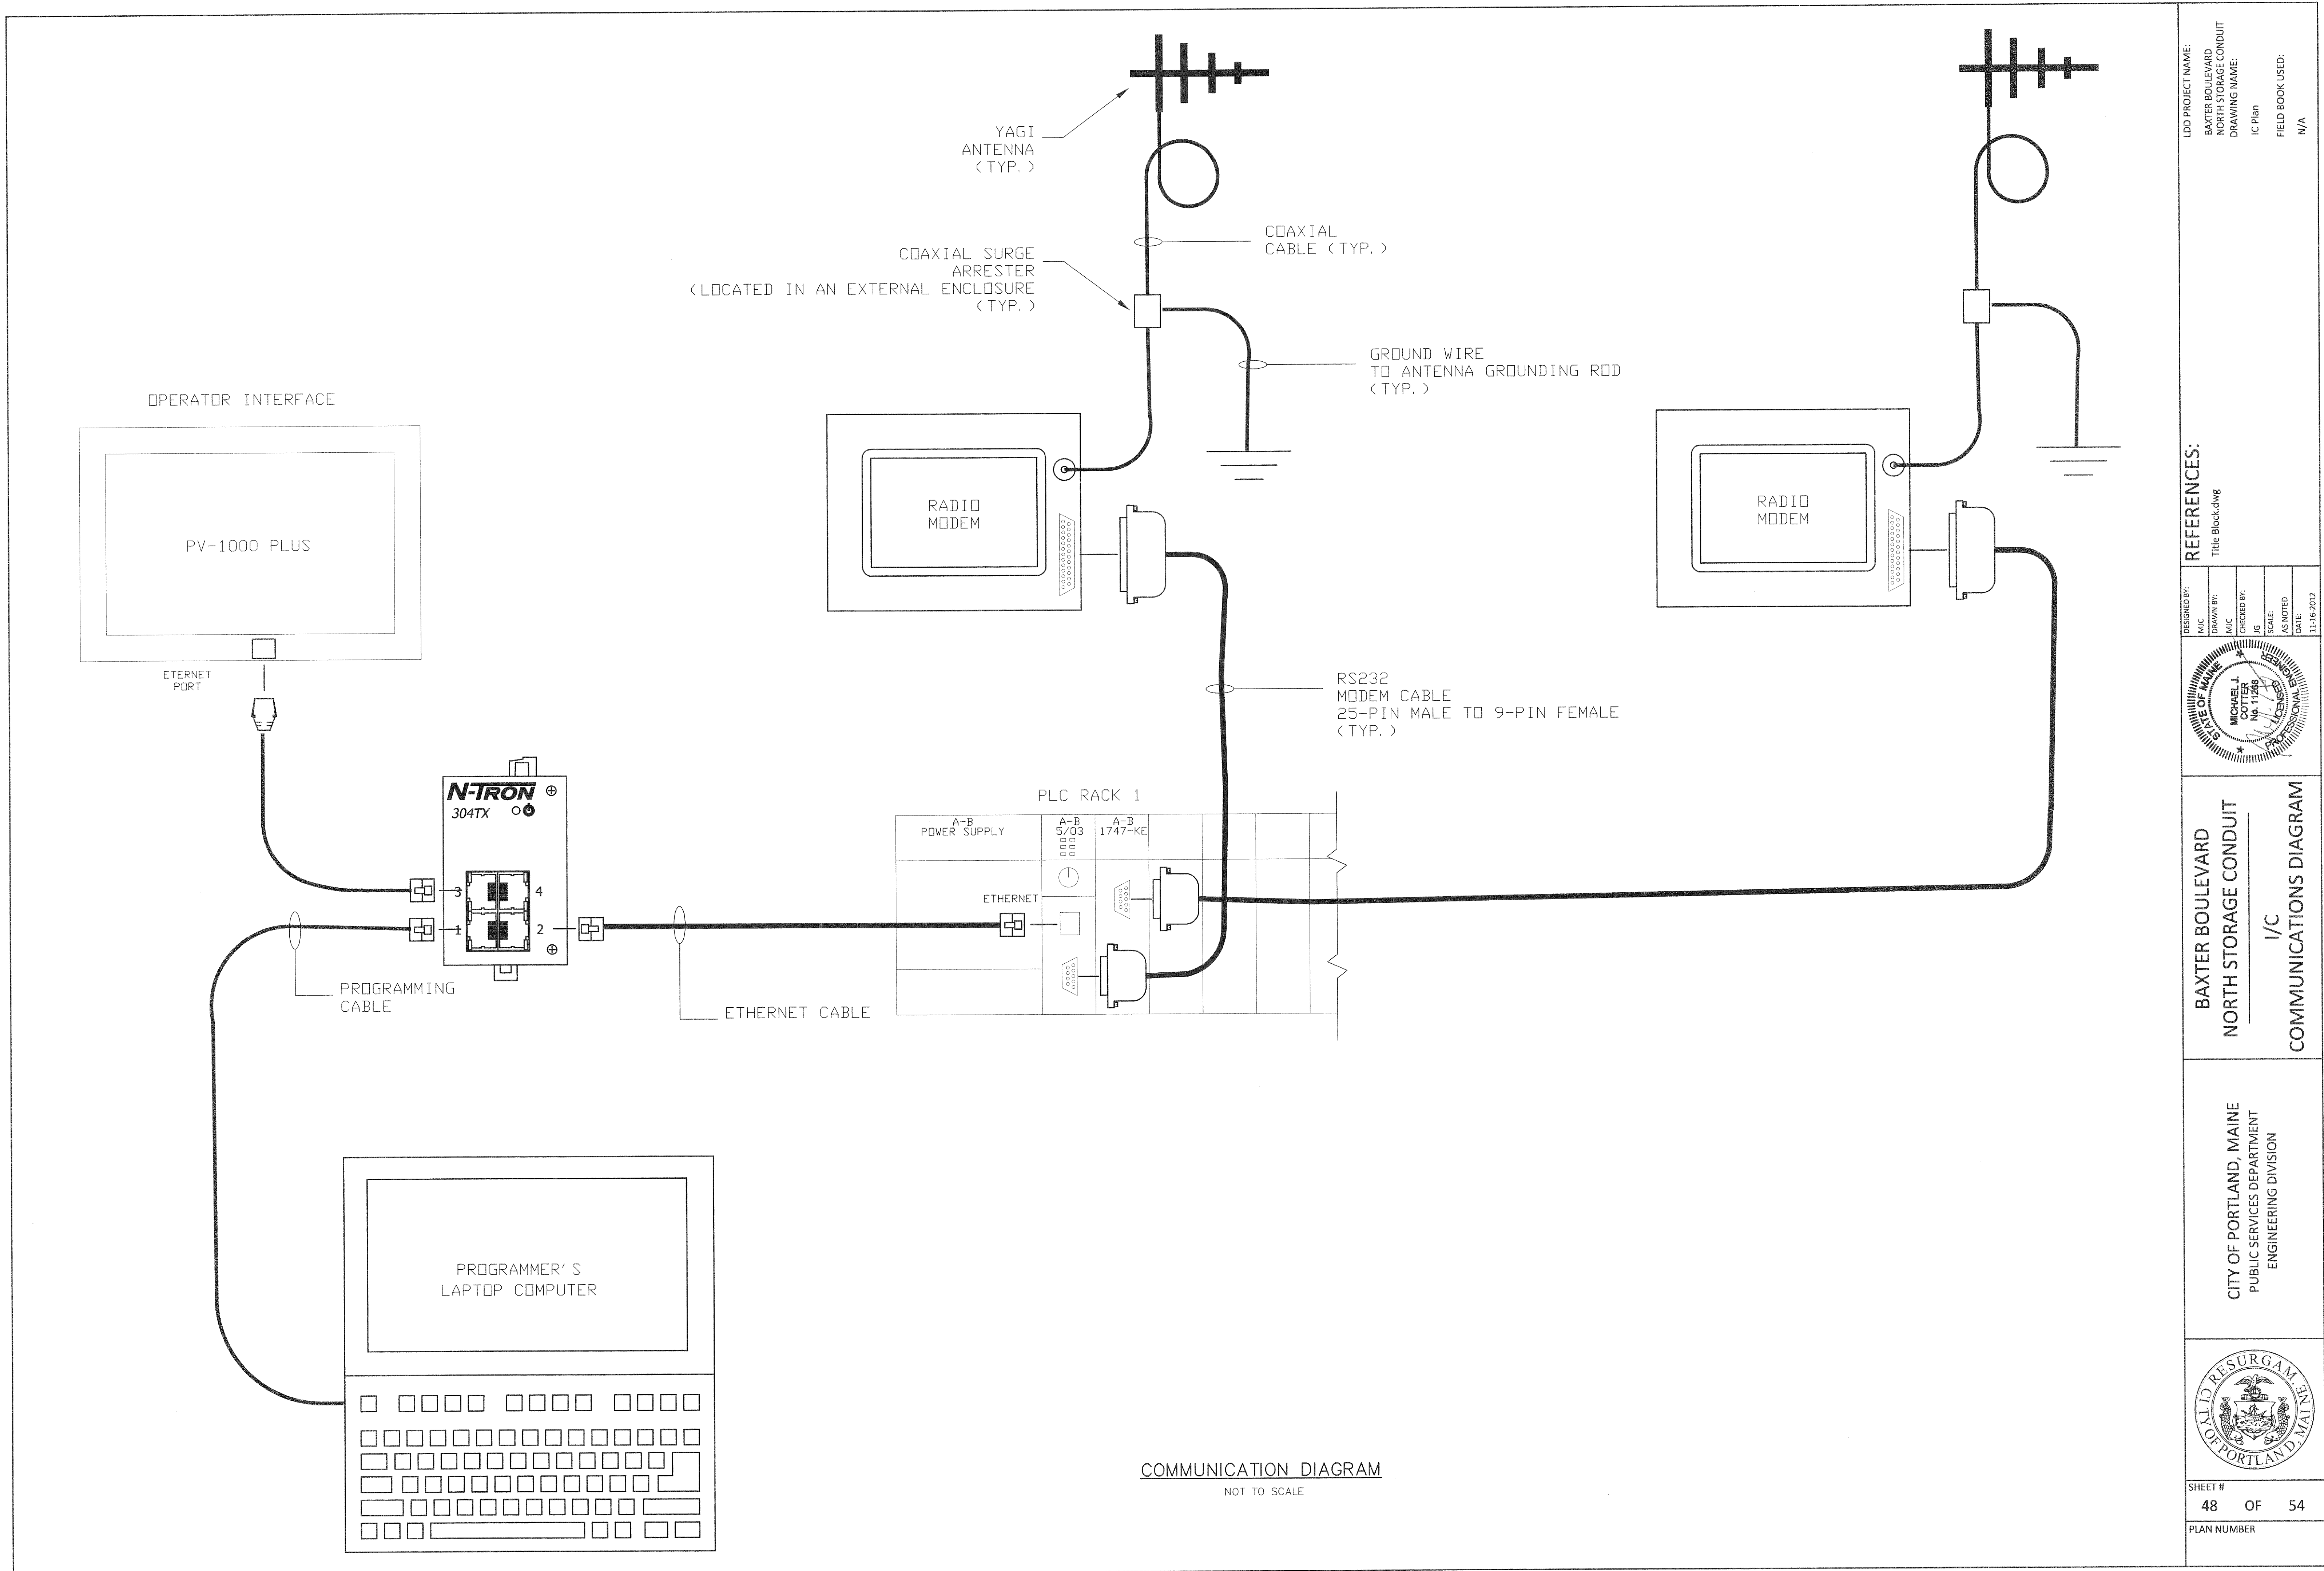 YAGI
ANTENNA
(TYP.)
COAXIAL
CABLE (TYP.)
COAXIAL SURGE
ARRESTER
(LOCATED IN AN EXTERNAL ENCLOSURE
(TYP.)
GROUND WIRE
TO ANTENNA GROUNDING ROD
(TYP.)
OPERATOR INTERFACE
PV-1000 PLUS
ETERNET
PORT
RADIO
MODEM
RADIO
MODEM
RS232
MODEM CABLE
25-PIN MALE TO 9-PIN FEMALE
(TYP.)
N-TRON
304TX
3
4
1
2
PROGRAMMING
CABLE
ETHERNET CABLE
PLC RACK 1
A-B
POWER SUPPLY
A-B
5/03
A-B
1747-KE
ETHERNET
PROGRAMMER'S
LAPTOP COMPUTER
COMMUNICATION DIAGRAM
NOT TO SCALE
LDD PROJECT NAME:
BAXTER BOULEVARD
NORTH STORAGE CONDUIT
DRAWING NAME:
IC Plan
FIELD BOOK USED:
N/A
REFERENCES:
Title Block.dwg
DESIGNED BY:
MJC
DRAWN BY:
MJC
CHECKED BY:
JG
SCALE:
AS NOTED
DATE:
11-16-2012
STATE OF MAINE
MICHAEL J.
COTTER
No. 11268
LICENSED
PROFESSIONAL ENGINEER
BAXTER BOULEVARD
NORTH STORAGE CONDUIT
I/C
COMMUNICATIONS DIAGRAM
CITY OF PORTLAND, MAINE
PUBLIC SERVICES DEPARTMENT
ENGINEERING DIVISION
RESURGAM.
CITY OF PORTLAND, MAINE
SHEET #
48 OF 54
PLAN NUMBER